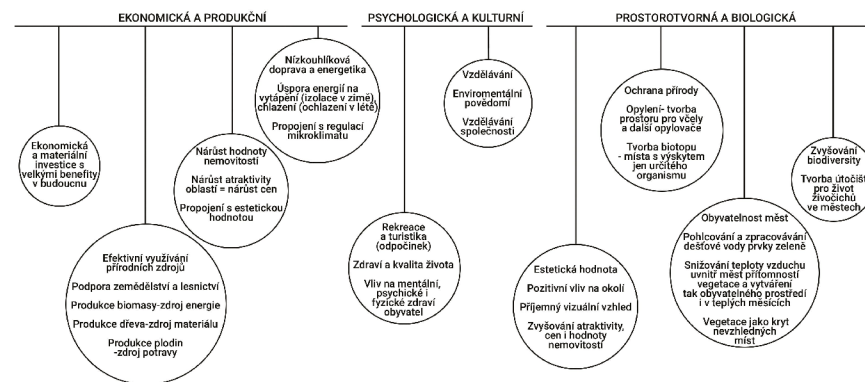 EKONOMICKÁ A PRODUKČNÍ
Ekonomická
a materiální
investice s
velkými benefity
v budoucnu
Efektivní využívání
přírodních zdrojů
Podpora zemědělství a lesnictví
Produkce biomasy-zdroj energie
Produkce dřeva-zdroj materiálu
Produkce plodin
-zdroj potravy
Nárůst hodnoty
nemovitostí
Nárůst atraktivity
oblastí = nárůst cen
Propojení s estetickou
hodnotou
Nízkouhlíková
doprava a energetika
Úspora energií na
vytápění (izolace v zimě),
chlazení (ochlazení v létě)
Propojení s regulací
mikroklimatu
PSYCHOLOGICKÁ A KULTURNÍ
Rekreace
a turistika
(odpočinek)
Zdraví a kvalita života
Vliv na mentální,
psychické i
fyzické zdraví
obyvatel
Vzdělávání
Enviromentální
povědomí
Vzdělávání
společnosti
PROSTOROTVORNÁ A BIOLOGICKÁ
Estetická hodnota
Pozitivní vliv na okolí
Příjemný vizuální vzhled
Zvyšování atraktivity,
cen i hodnoty
nemovitostí
Ochrana přírody
Opylení- tvorba
prostoru pro včely
a další opylovače
Tvorba biotopu
- místa s výskytem
jen určitého
organismu
Obyvatelnost měst
Pohlcování a zpracovávání
dešťové vody prvky zeleně
Snižování teploty vzduchu
uvnitř měst přítomností
vegetace a vytváření
tak obyvatelného prostředí
i v teplých měsících
Vegetace jako kryt
nevzhledných
míst
Zvyšování
biodiversity
Tvorba útočišť
pro život
živočichů
ve městech